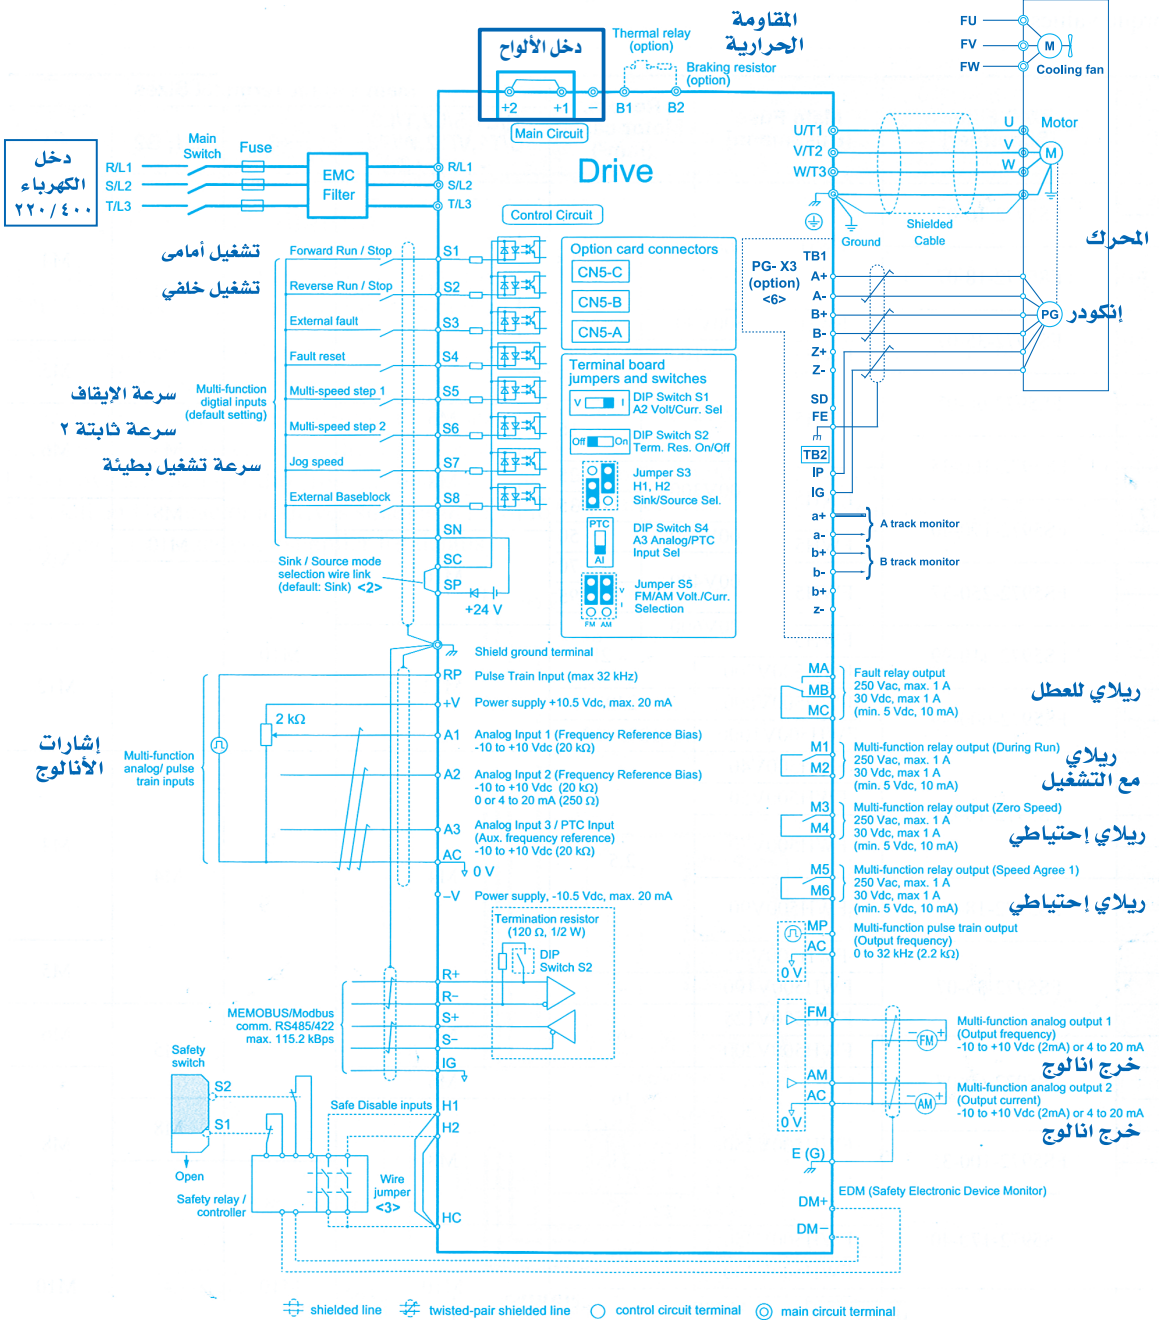 المقاومة
الحرارية
دخل الألواح
Thermal relay
(option)
Braking resistor
(option)
+2
+1
−
B1
B2
Main Circuit
FU
FV
FW
M
Cooling fan
دخل
الكهرباء
٢٢٠/٤٠٠
R/L1
S/L2
T/L3
Main
Switch
Fuse
EMC
Filter
R/L1
S/L2
T/L3
Drive
U/T1
V/T2
W/T3
U
V
W
Motor
M
Ground
Shielded
Cable
المحرك
Control Circuit
تشغيل أمامى
Forward Run / Stop
S1
تشغيل خلفي
Reverse Run / Stop
S2
External fault
S3
Fault reset
S4
سرعة الإيقاف
Multi-function
digtial inputs
(default setting)
Multi-speed step 1
S5
سرعة ثابتة ٢
Multi-speed step 2
S6
سرعة تشغيل بطيئة
Jog speed
S7
External Baseblock
S8
SN
SC
SP
Sink / Source mode
selection wire link
(default: Sink) <2>
+24 V
Option card connectors
CN5-C
CN5-B
CN5-A
Terminal board
jumpers and switches
V
I
DIP Switch S1
A2 Volt/Curr. Sel
Off
On
DIP Switch S2
Term. Res. On/Off
Jumper S3
H1, H2
Sink/Source Sel.
PTC
AI
DIP Switch S4
A3 Analog/PTC
Input Sel
V
I
FM AM
Jumper S5
FM/AM Volt./Curr.
Selection
PG- X3
(option)
<6>
TB1
A+
A-
B+
B-
Z+
Z-
SD
FE
TB2
IP
IG
a+
a-
b+
b-
b+
z-
PG
إنكودر
A track monitor
B track monitor
Shield ground terminal
RP
Pulse Train Input (max 32 kHz)
+V
Power supply +10.5 Vdc, max. 20 mA
2 kΩ
A1
Analog Input 1 (Frequency Reference Bias)
-10 to +10 Vdc (20 kΩ)
إشارات
الأنالوج
Multi-function
analog/ pulse
train inputs
A2
Analog Input 2 (Frequency Reference Bias)
-10 to +10 Vdc (20 kΩ)
0 or 4 to 20 mA (250 Ω)
A3
Analog Input 3 / PTC Input
(Aux. frequency reference)
-10 to +10 Vdc (20 kΩ)
AC
0 V
−V
Power supply, -10.5 Vdc, max. 20 mA
MA
MB
MC
Fault relay output
250 Vac, max. 1 A
30 Vdc, max 1 A
(min. 5 Vdc, 10 mA)
ريلاي للعطل
M1
M2
Multi-function relay output (During Run)
250 Vac, max. 1 A
30 Vdc, max 1 A
(min. 5 Vdc, 10 mA)
ريلاي
مع التشغيل
M3
M4
Multi-function relay output (Zero Speed)
250 Vac, max. 1 A
30 Vdc, max 1 A
(min. 5 Vdc, 10 mA)
ريلاي إحتياطي
M5
M6
Multi-function relay output (Speed Agree 1)
250 Vac, max. 1 A
30 Vdc, max 1 A
(min. 5 Vdc, 10 mA)
ريلاي إحتياطي
MP
AC
0 V
Multi-function pulse train output
(Output frequency)
0 to 32 kHz (2.2 kΩ)
Termination resistor
(120 Ω, 1/2 W)
DIP
Switch S2
R+
R−
S+
S−
IG
MEMOBUS/Modbus
comm. RS485/422
max. 115.2 kBps
FM
− FM +
Multi-function analog output 1
(Output frequency)
-10 to +10 Vdc (2mA) or 4 to 20 mA
خرج انالوج
AM
AC
0 V
− AM +
Multi-function analog output 2
(Output current)
-10 to +10 Vdc (2mA) or 4 to 20 mA
خرج انالوج
E (G)
Safety
switch
S2
S1
Open
Safety relay /
controller
Safe Disable inputs
H1
H2
Wire
jumper
<3>
HC
EDM (Safety Electronic Device Monitor)
DM+
DM−
shielded line
twisted-pair shielded line
control circuit terminal
main circuit terminal